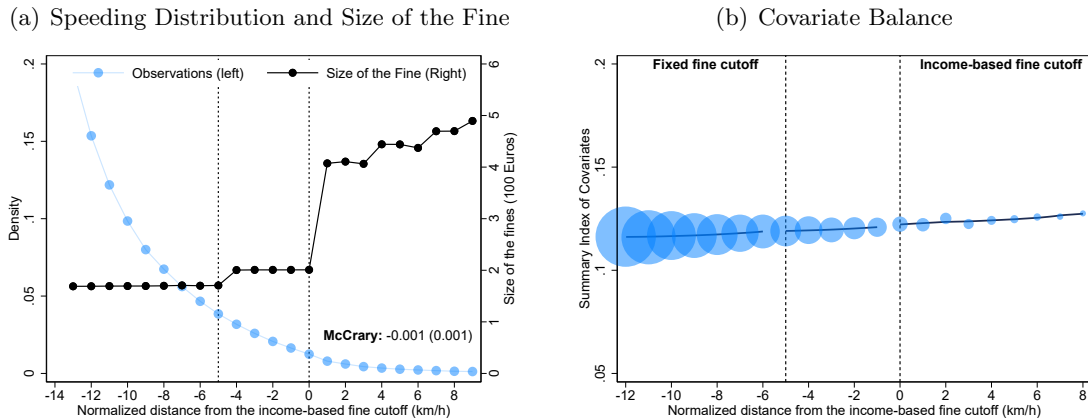 (a) Speeding Distribution and Size of the Fine
.2
.15
.1
.05
0
Density
Observations (left)
Size of the Fine (Right)
6
5
4
3
2
1
0
Size of the fines (100 Euros)
McCrary: -0.001 (0.001)
-14 -12 -10 -8 -6 -4 -2 0 2 4 6 8
Normalized distance from the income-based fine cutoff (km/h)
(b) Covariate Balance
.2
.15
.1
.05
Summary Index of Covariates
Fixed fine cutoff
Income-based fine cutoff
-12 -10 -8 -6 -4 -2 0 2 4 6 8
Normalized distance from the income-based fine cutoff (km/h)